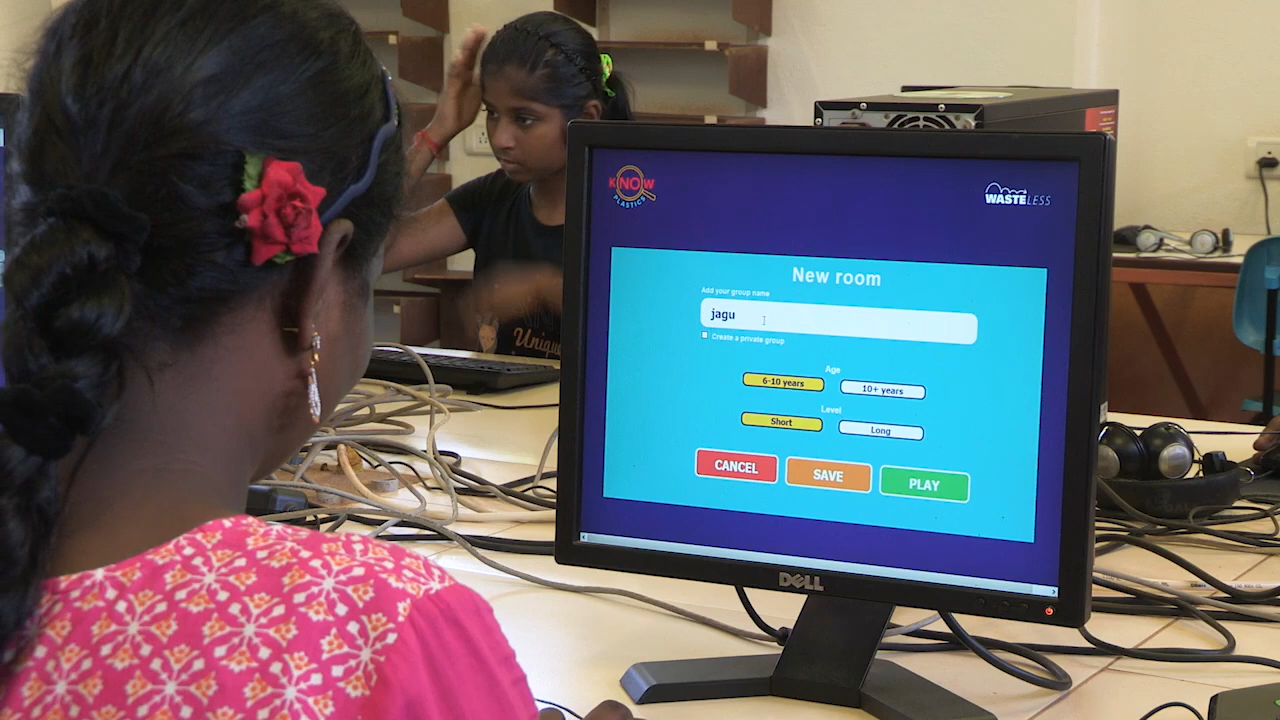 KNOW
PLASTICS
WASTELESS
New room
Add your group name
jagu
Create a private group
Age
6-10 years
10+ years
Level
Short
Long
CANCEL
SAVE
PLAY
DELL
Unique